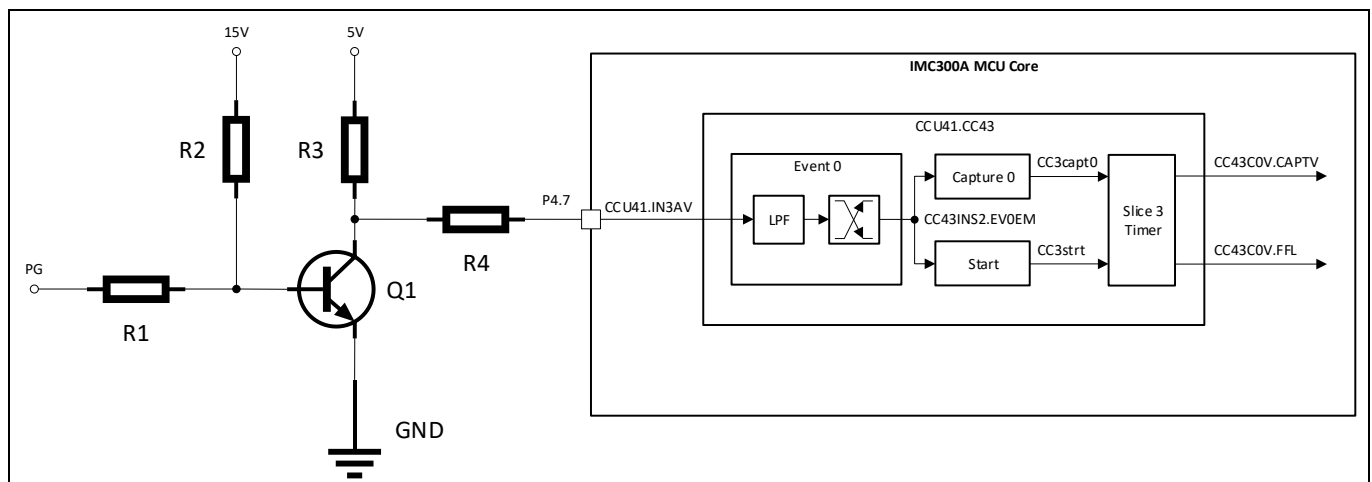 15V
5V
IMC300A MCU Core
CCU41.CC43
R2
R3
Event 0
Capture 0
CC3capt0
CC43C0V.CAPTV
P4.7
CCU41.IN3AV
LPF
CC43INS2.EV0EM
Slice 3
Timer
R4
CC3strt
CC43C0V.FFL
Start
PG
Q1
R1
GND